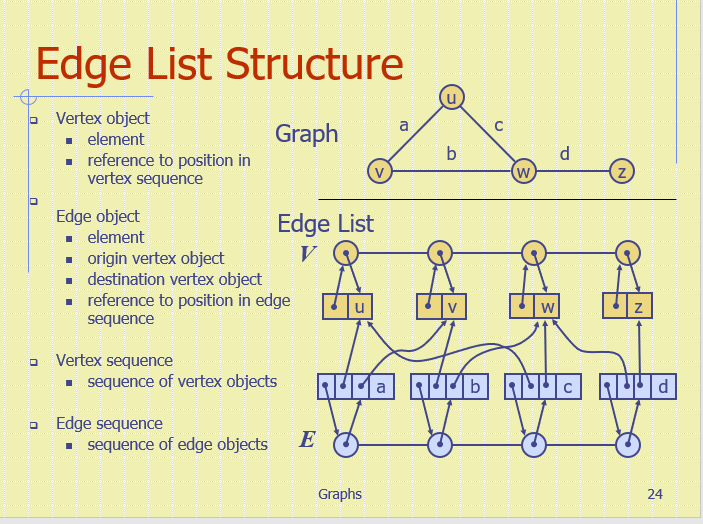 Edge List Structure
Vertex object
element
reference to position in
vertex sequence
Edge object
element
origin vertex object
destination vertex object
reference to position in edge
sequence
Vertex sequence
sequence of vertex objects
Edge sequence
sequence of edge objects
Graph
u
a c
b d
v w z
Edge List
V
u v w z
a b c d
E
Graphs 24